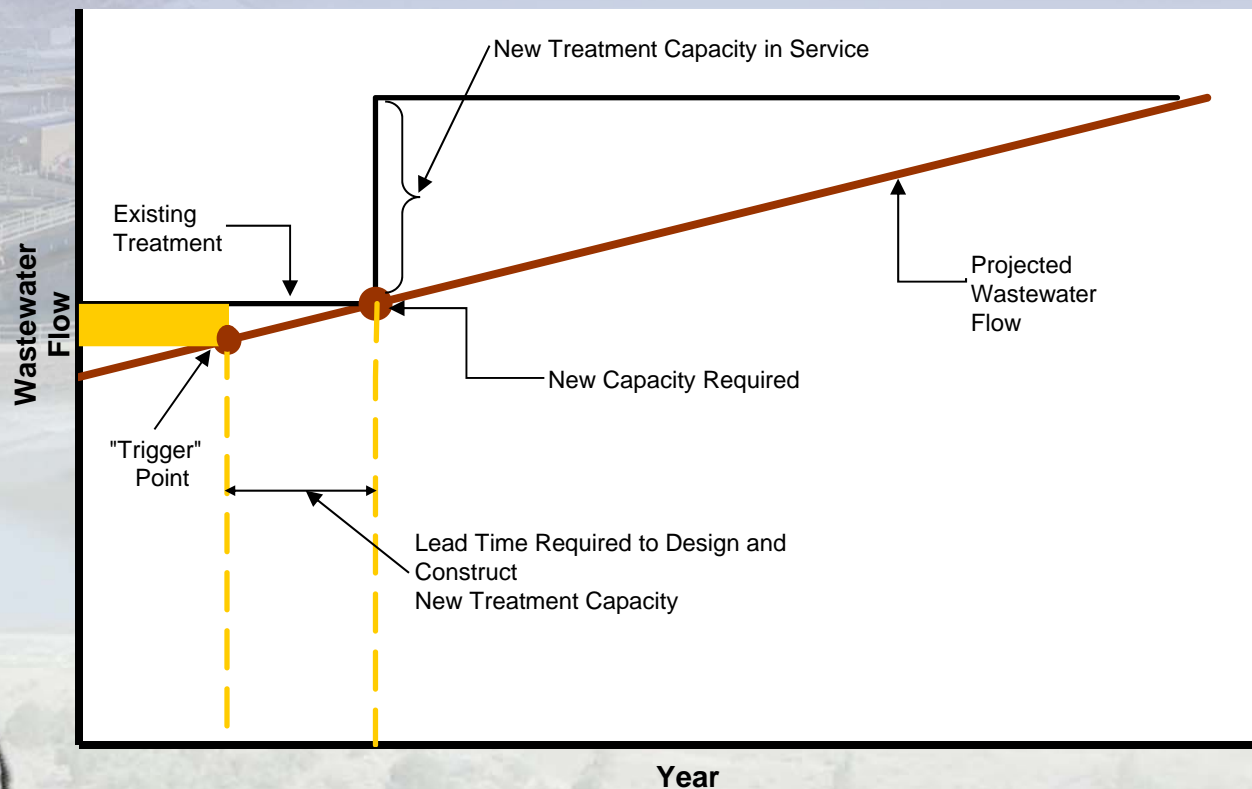 New Treatment Capacity in Service
Existing
Treatment
Wastewater
Flow
Projected
Wastewater
Flow
New Capacity Required
"Trigger"
Point
Lead Time Required to Design and
Construct
New Treatment Capacity
Year